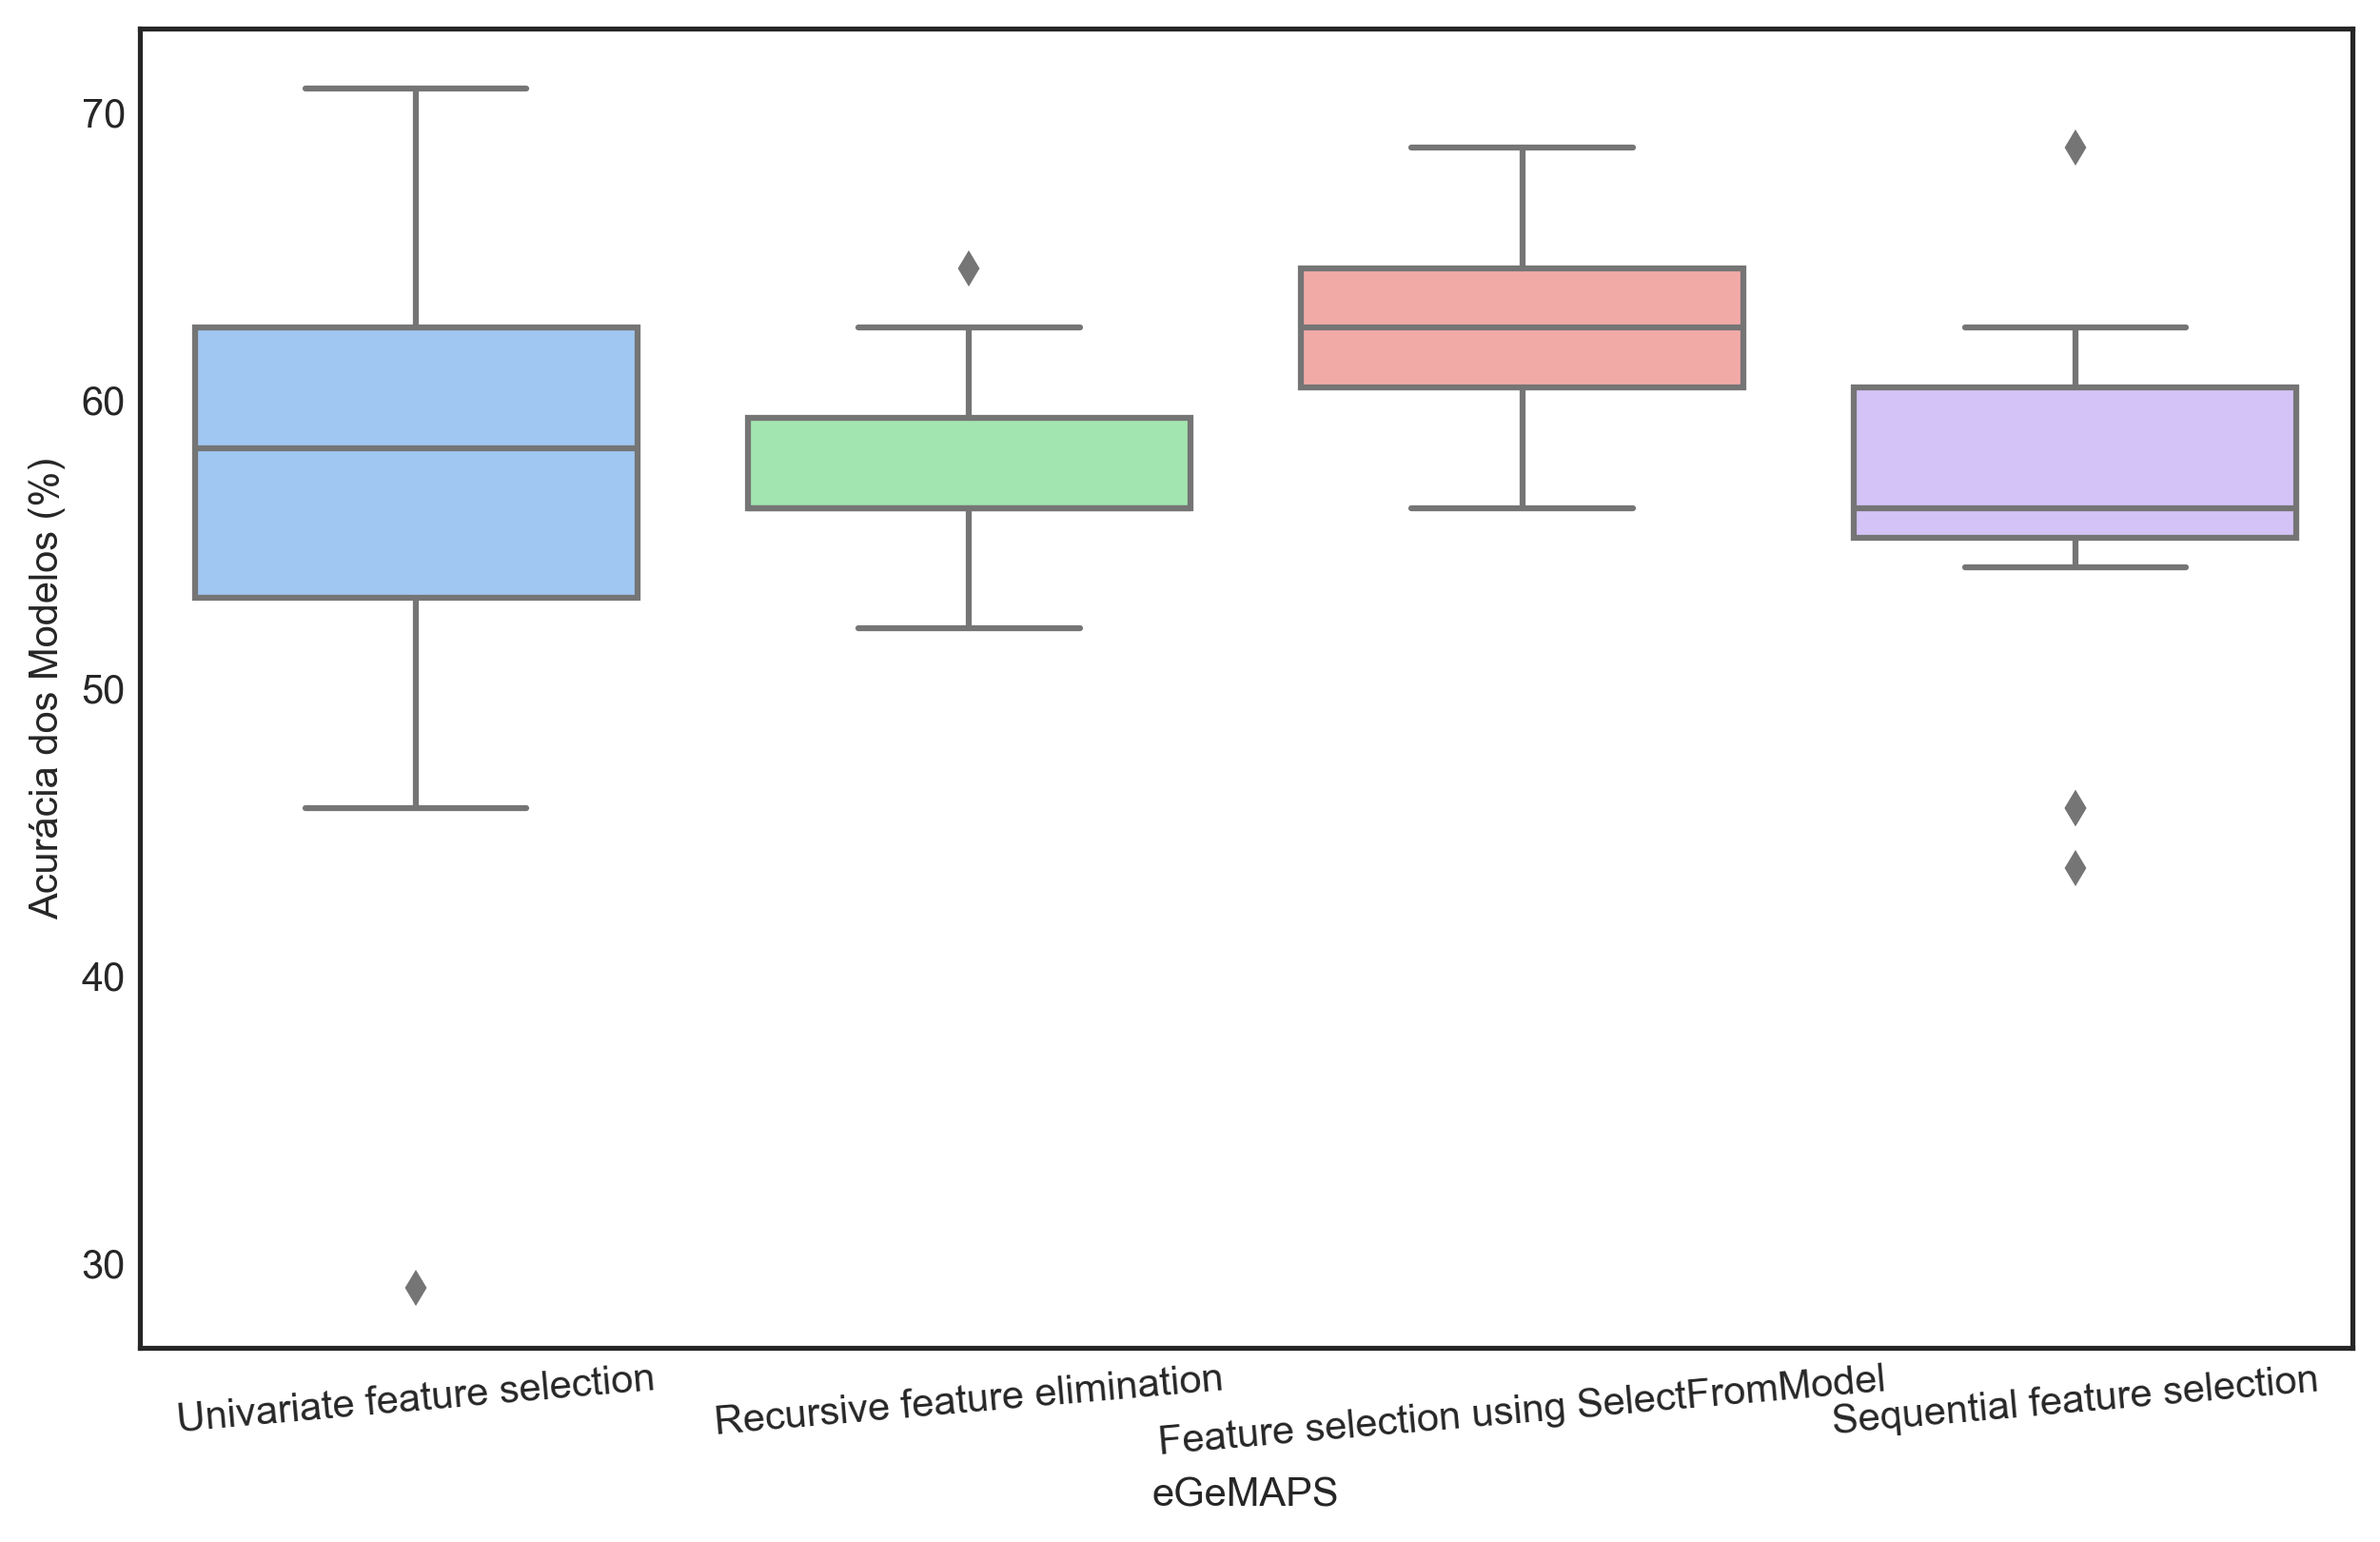 Acurácia dos Modelos (%)
70
60
50
40
30
Univariate feature selection
Recursive feature elimination
Feature selection using SelectFromModel
Sequential feature selection
eGeMAPS